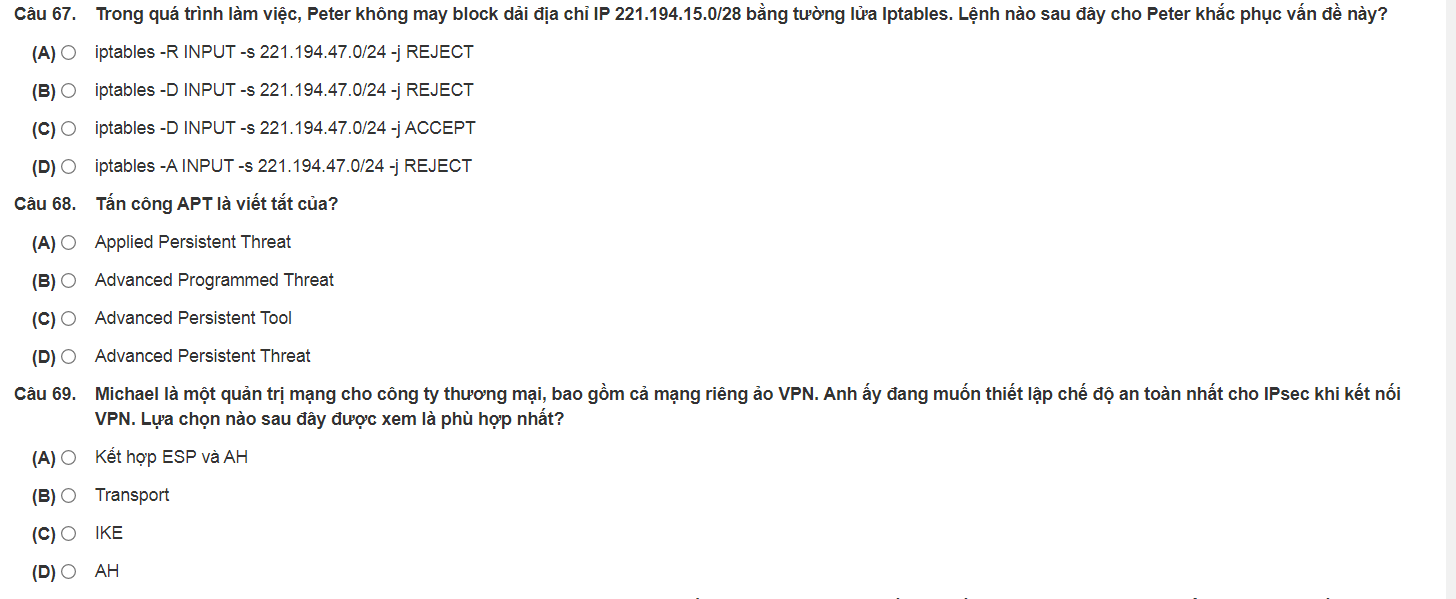 Câu 67. Trong quá trình làm việc, Peter không may block dải địa chỉ IP 221.194.15.0/28 bằng tường lửa Iptables. Lệnh nào sau đây cho Peter khắc phục vấn đề này?
(A) iptables -R INPUT -s 221.194.47.0/24 -j REJECT
(B) iptables -D INPUT -s 221.194.47.0/24 -j REJECT
(C) iptables -D INPUT -s 221.194.47.0/24 -j ACCEPT
(D) iptables -A INPUT -s 221.194.47.0/24 -j REJECT
Câu 68. Tấn công APT là viết tắt của?
(A) Applied Persistent Threat
(B) Advanced Programmed Threat
(C) Advanced Persistent Tool
(D) Advanced Persistent Threat
Câu 69. Michael là một quản trị mạng cho công ty thương mại, bao gồm cả mạng riêng ảo VPN. Anh ấy đang muốn thiết lập chế độ an toàn nhất cho IPsec khi kết nối
VPN. Lựa chọn nào sau đây được xem là phù hợp nhất?
(A) Kết hợp ESP và AH
(B) Transport
(C) IKE
(D) AH